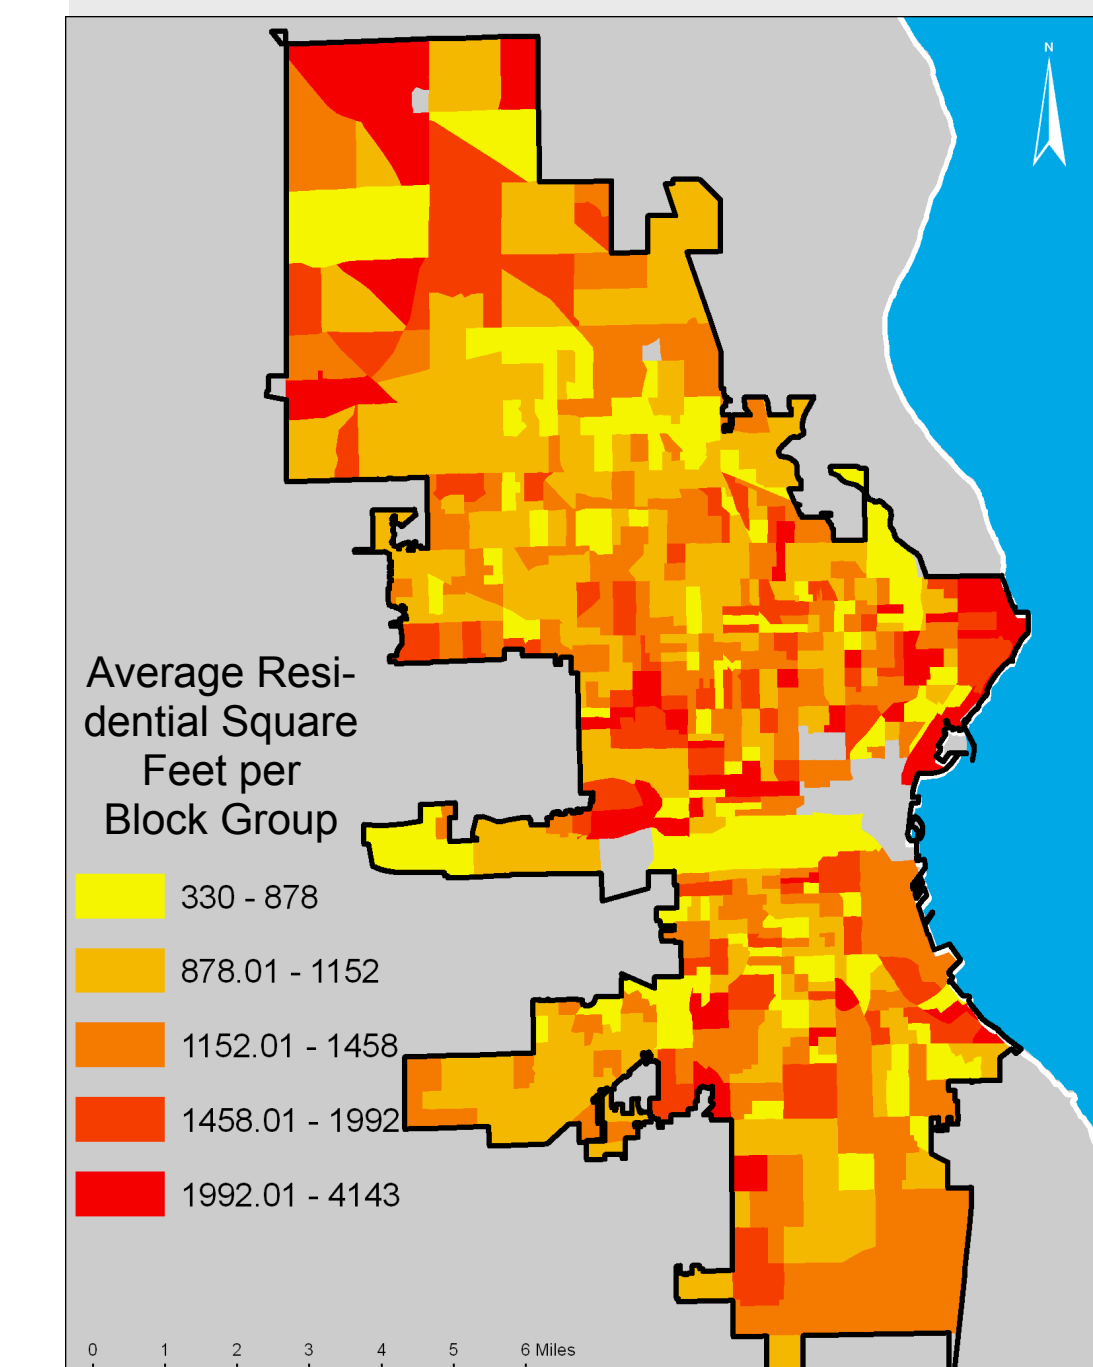 N
Average Resi-
dential Square
Feet per
Block Group
330 - 878
878.01 - 1152
1152.01 - 1458
1458.01 - 1992
1992.01 - 4143
0 1 2 3 4 5 6 Miles